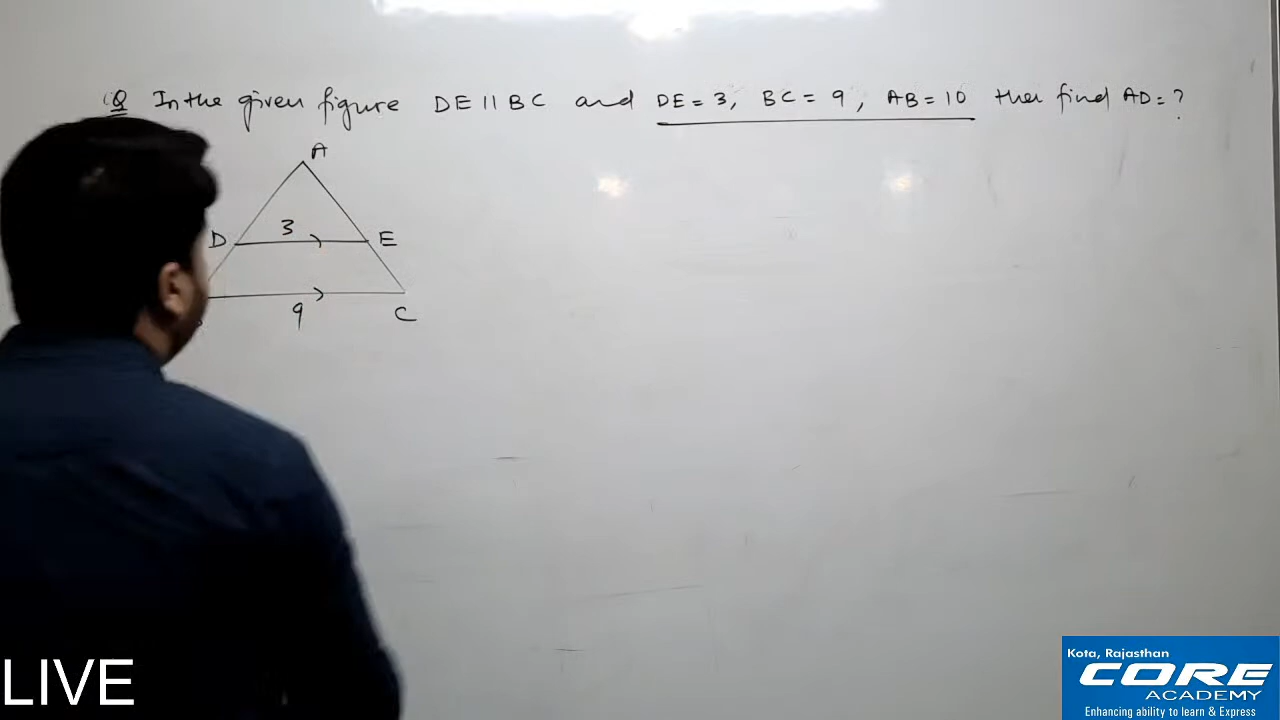 Q In the given figure DE || BC and DE = 3, BC = 9, AB = 10 then find AD = ?
A
D 3 E
9 C
LIVE
Kota, Rajasthan
CORE
ACADEMY
Enhancing ability to learn & Express